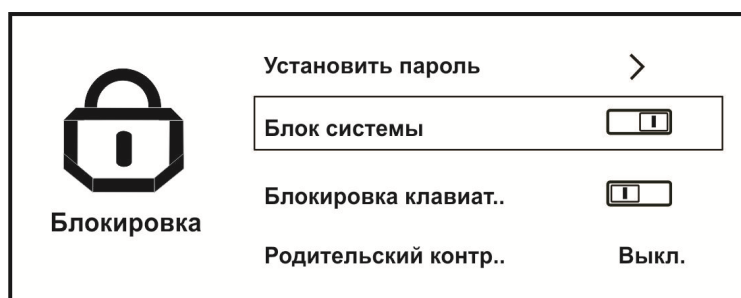 Установить пароль
Блок системы
Блокировка клавиат..
Блокировка
Родительский контр.. Выкл.